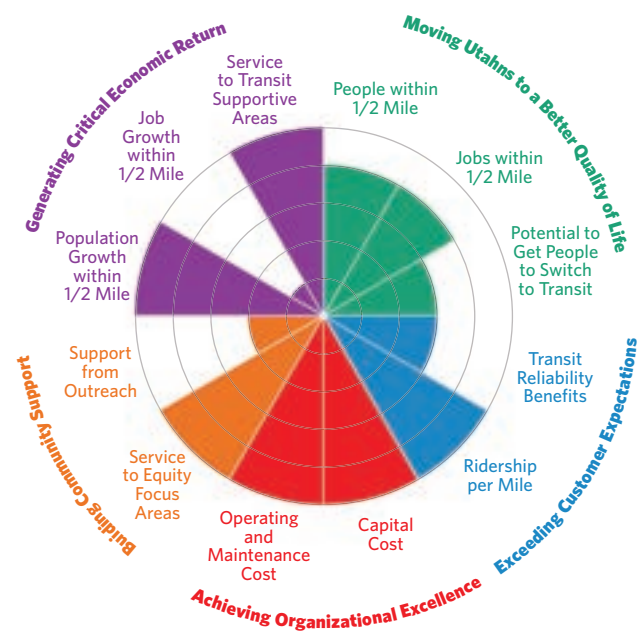 Generating Critical Economic Return
Moving Utahns to a Better Quality of Life
Service
to Transit
Supportive
Areas
People within
1/2 Mile
Job
Growth
within
1/2 Mile
Jobs within
1/2 Mile
Population
Growth
within
1/2 Mile
Potential to
Get People
to Switch
to Transit
Support
from
Outreach
Transit
Reliability
Benefits
Service
to Equity
Focus
Areas
Ridership
per Mile
Operating
and
Maintenance
Cost
Capital
Cost
Buiding Community Support
Exceeding Customer Expectations
Achieving Organizational Excellence